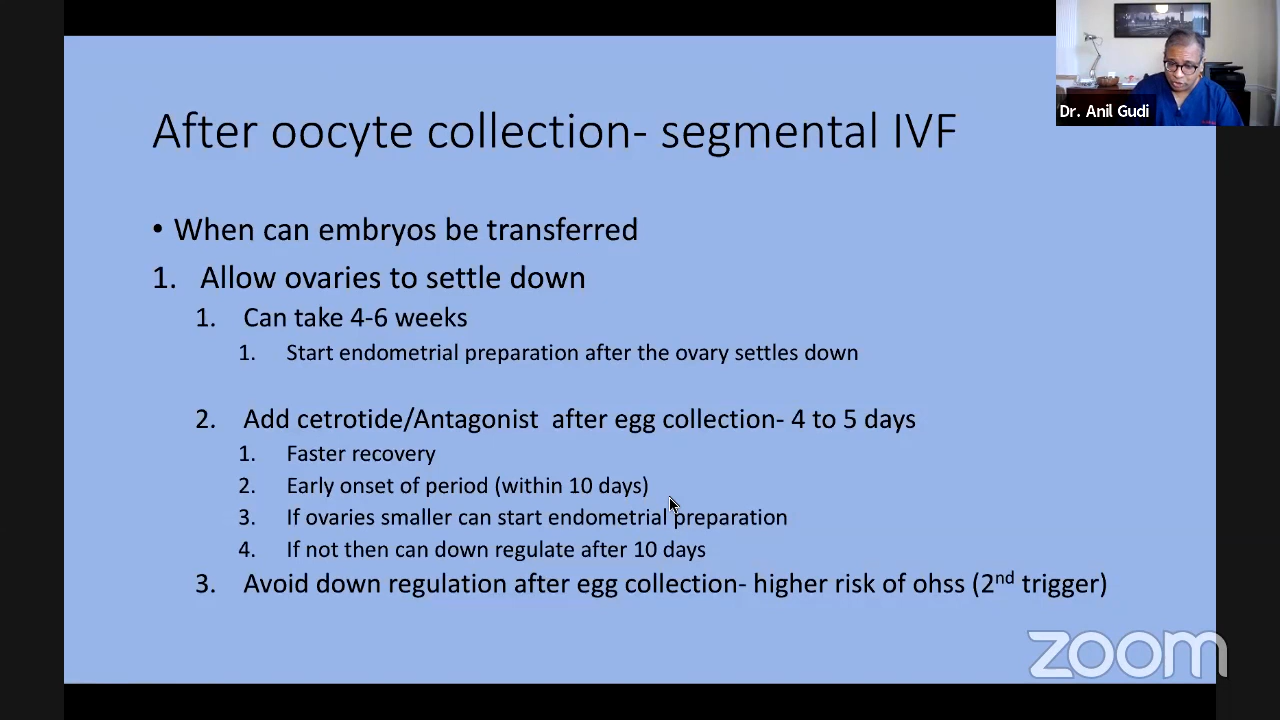 Dr. Anil Gudi
After oocyte collection- segmental IVF
• When can embryos be transferred
1. Allow ovaries to settle down
1. Can take 4-6 weeks
1. Start endometrial preparation after the ovary settles down
2. Add cetrotide/Antagonist  after egg collection- 4 to 5 days
1. Faster recovery
2. Early onset of period (within 10 days)
3. If ovaries smaller can start endometrial preparation
4. If not then can down regulate after 10 days
3. Avoid down regulation after egg collection- higher risk of ohss (2nd trigger)
zoom